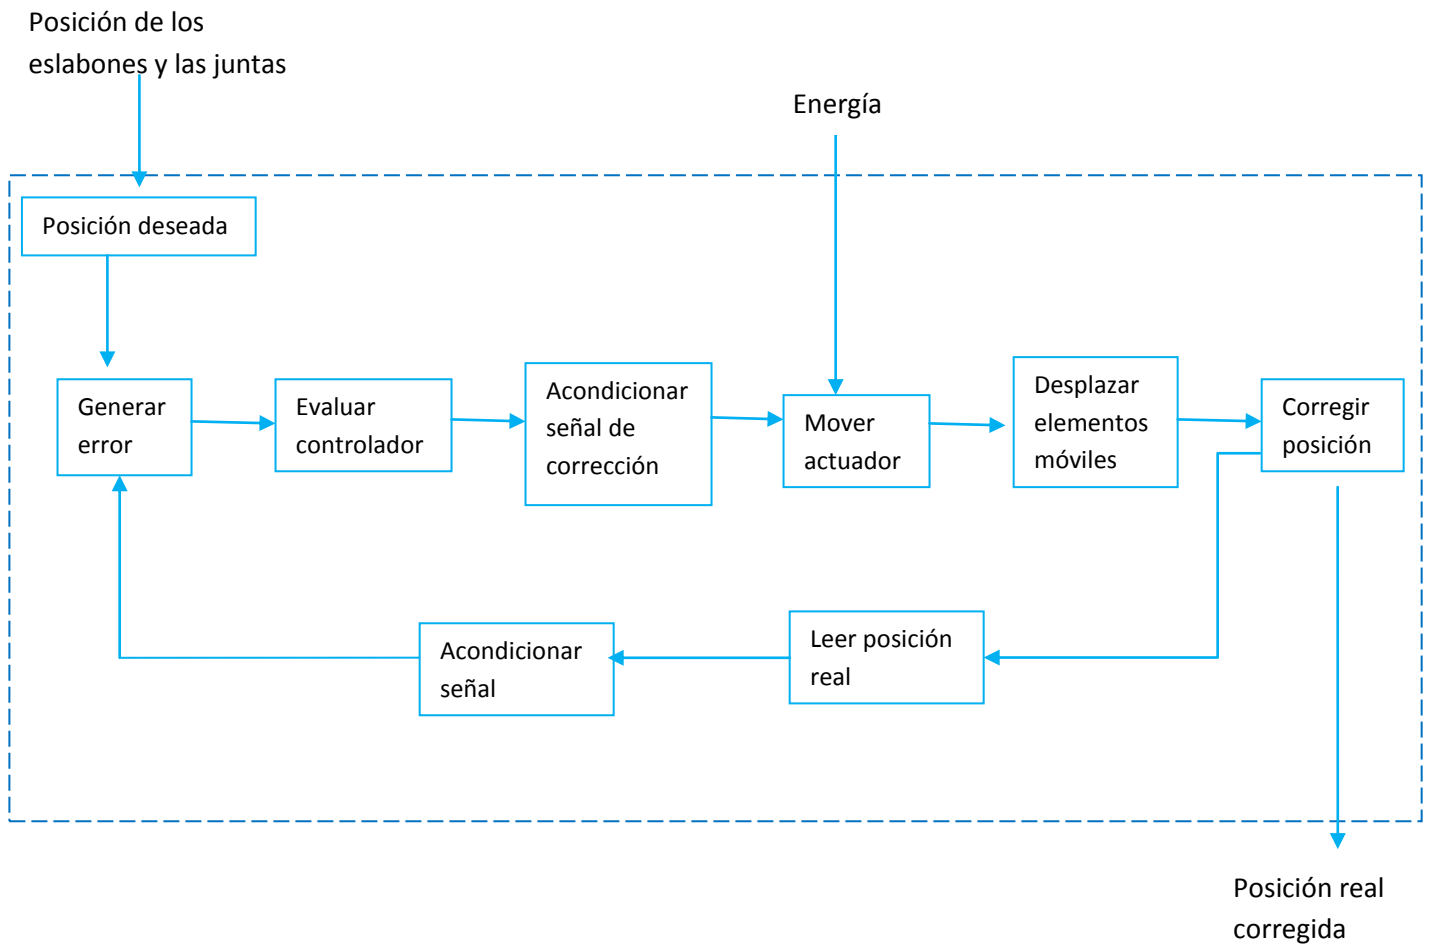 Posición de los
eslabones y las juntas
Energía
Posición deseada
Generar
error
Evaluar
controlador
Acondicionar
señal de
corrección
Mover
actuador
Desplazar
elementos
móviles
Corregir
posición
Leer posición
real
Acondicionar
señal
Posición real
corregida